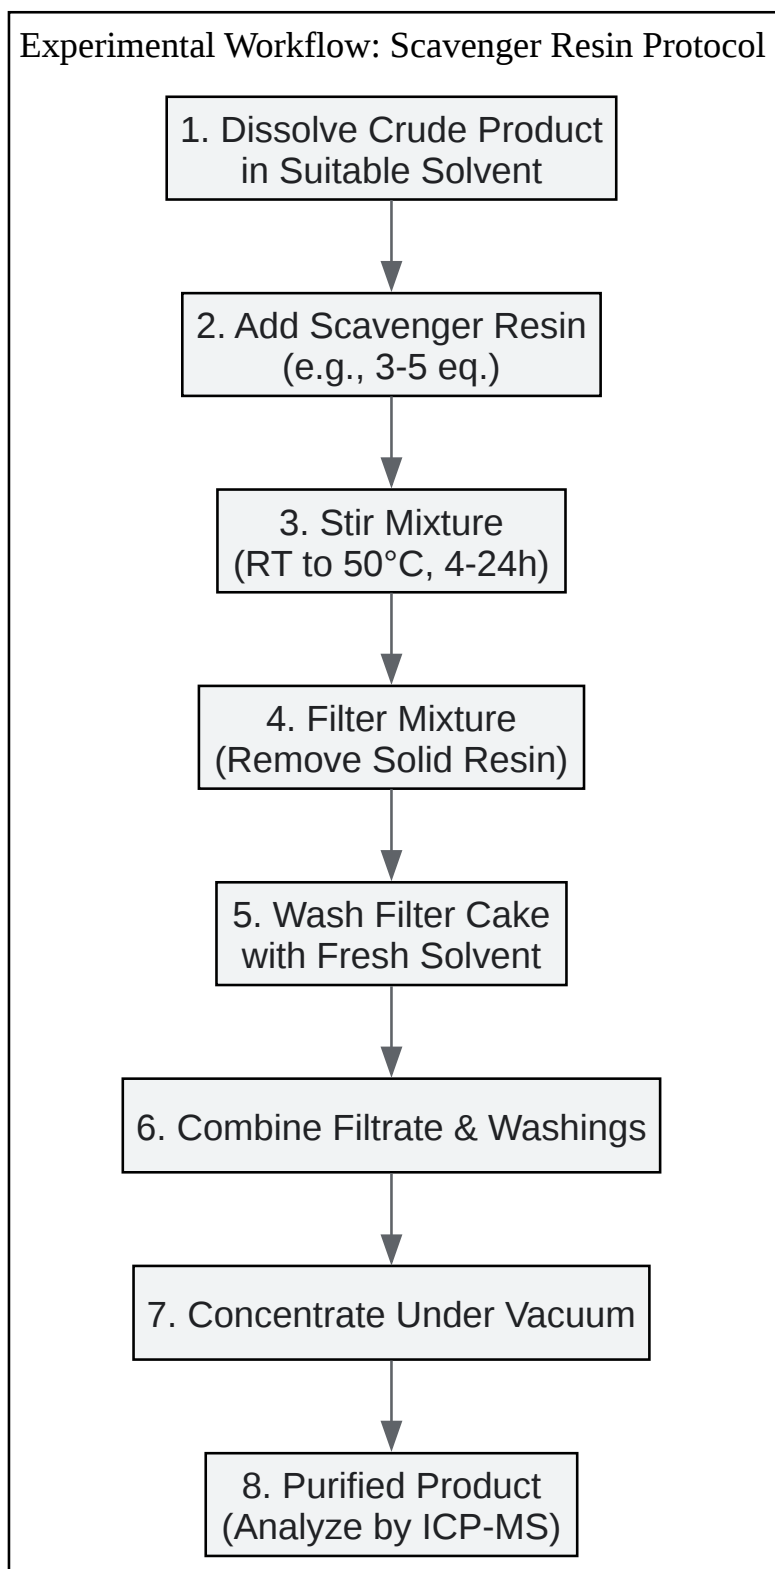 Experimental Workflow: Scavenger Resin Protocol
1. Dissolve Crude Product
in Suitable Solvent
2. Add Scavenger Resin
(e.g., 3-5 eq.)
3. Stir Mixture
(RT to 50°C, 4-24h)
4. Filter Mixture
(Remove Solid Resin)
5. Wash Filter Cake
with Fresh Solvent
6. Combine Filtrate & Washings
7. Concentrate Under Vacuum
8. Purified Product
(Analyze by ICP-MS)